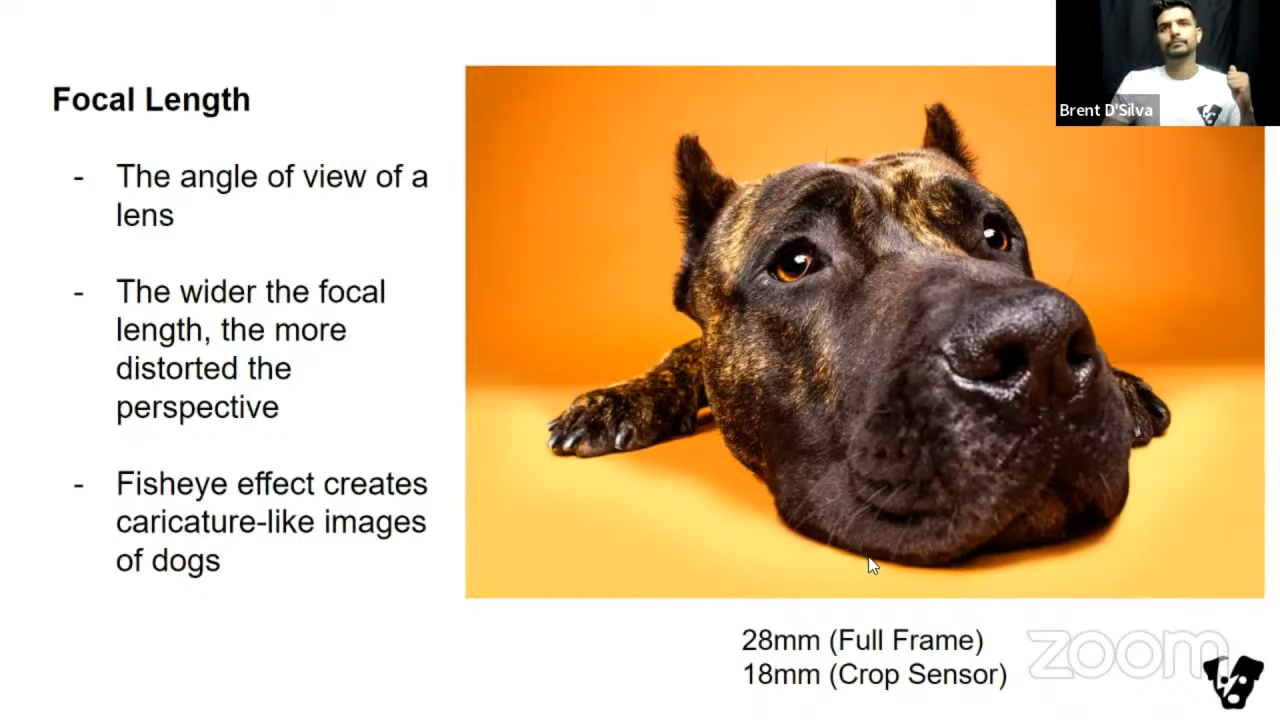 Focal Length
- The angle of view of a
lens
- The wider the focal
length, the more
distorted the
perspective
- Fisheye effect creates
caricature-like images
of dogs
Brent D'Silva
28mm (Full Frame)
18mm (Crop Sensor)
zoom